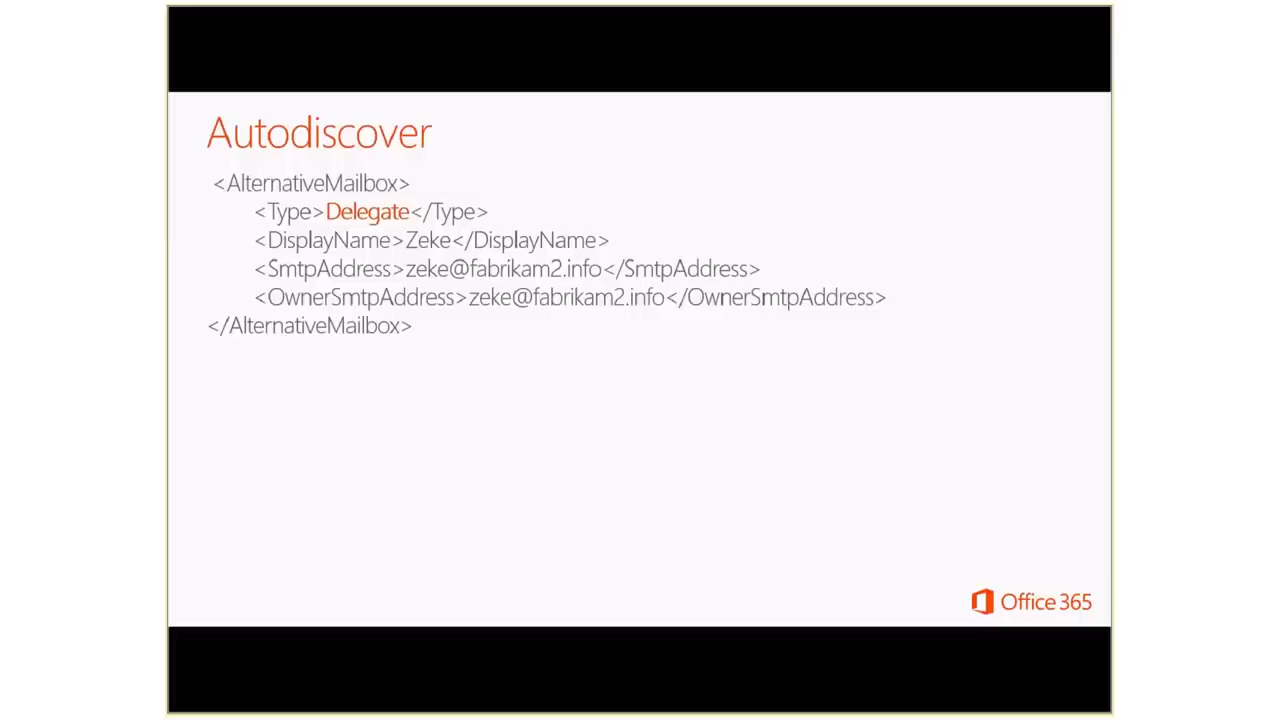 Autodiscover
<AlternativeMailbox>
<Type>Delegate</Type>
<DisplayName>Zeke</DisplayName>
<SmtpAddress>zeke@fabrikam2.info</SmtpAddress>
<OwnerSmtpAddress>zeke@fabrikam2.info</OwnerSmtpAddress>
</AlternativeMailbox>
Office 365